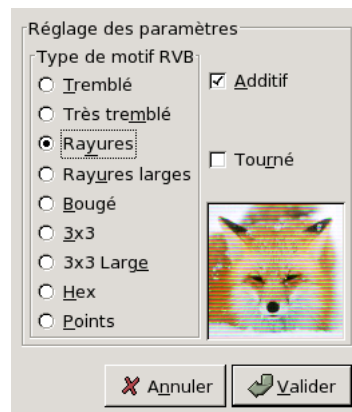 Réglage des paramètres
Type de motif RVB
Tremblé
Très tremblé
Rayures
Rayures larges
Bougé
3x3
3x3 Large
Hex
Points
Additif
Tourné
Annuler
Valider